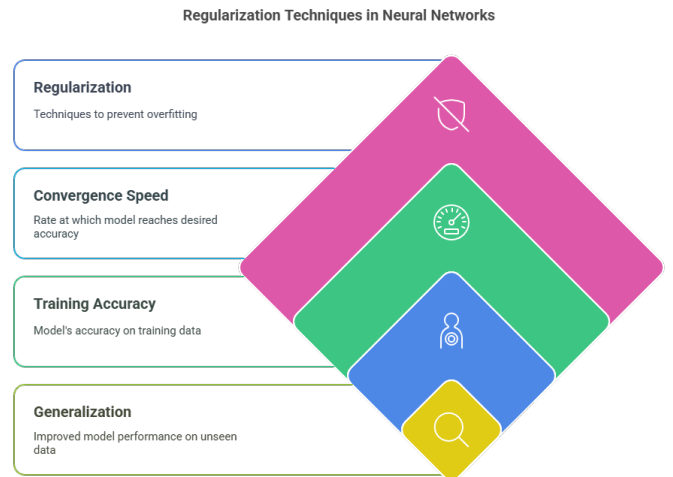 Regularization Techniques in Neural Networks
Regularization
Techniques to prevent overfitting
Convergence Speed
Rate at which model reaches desired
accuracy
Training Accuracy
Model's accuracy on training data
Generalization
Improved model performance on unseen
data